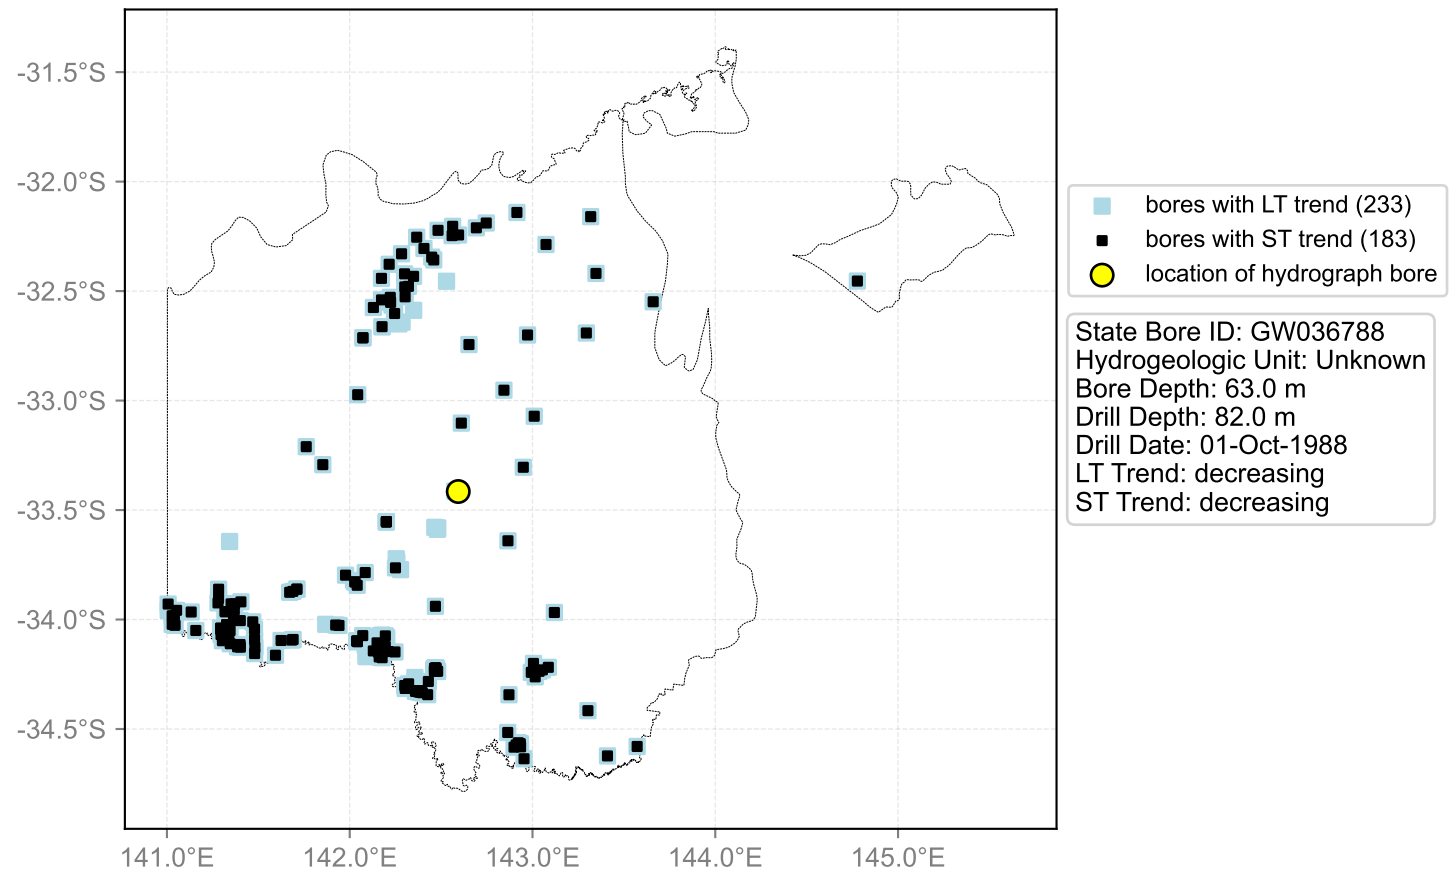 -31.5°S
-32.0°S
-32.5°S
-33.0°S
-33.5°S
-34.0°S
-34.5°S
141.0°E
142.0°E
143.0°E
144.0°E
145.0°E
bores with LT trend (233)
bores with ST trend (183)
location of hydrograph bore
State Bore ID: GW036788
Hydrogeologic Unit: Unknown
Bore Depth: 63.0 m
Drill Depth: 82.0 m
Drill Date: 01-Oct-1988
LT Trend: decreasing
ST Trend: decreasing